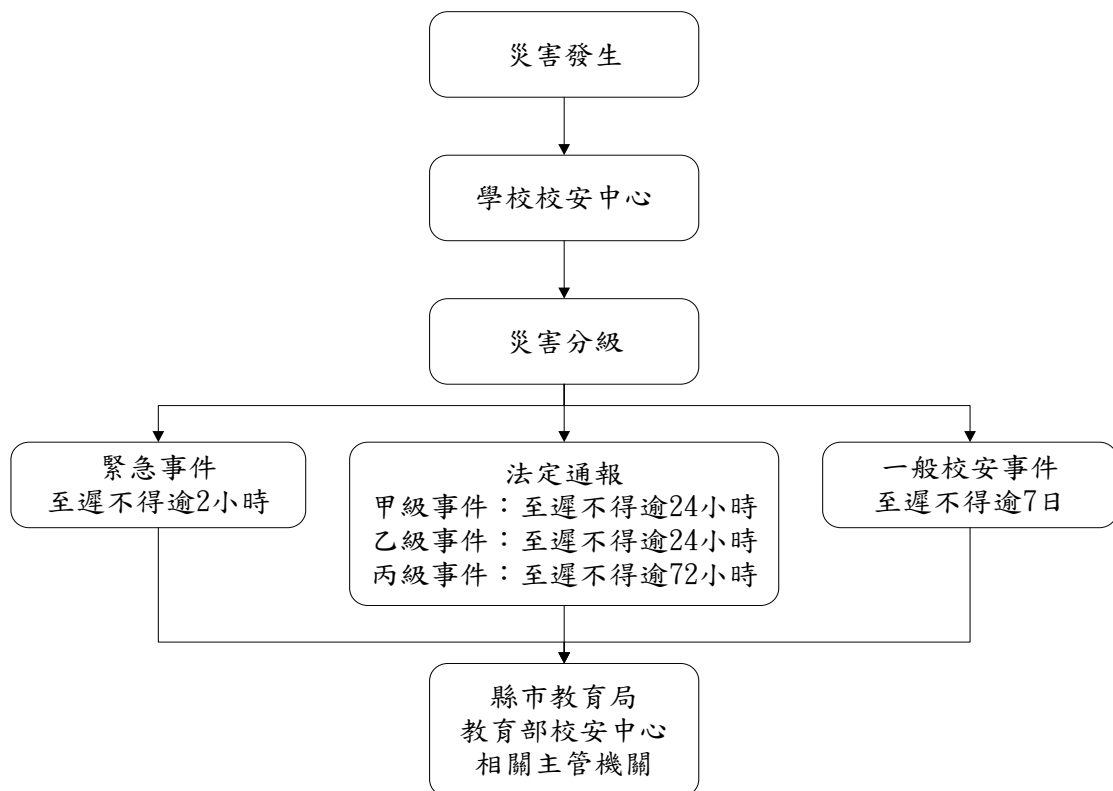 災害發生
學校校安中心
災害分級
緊急事件
至遲不得逾2小時
法定通報
甲級事件：至遲不得逾24小時
乙級事件：至遲不得逾24小時
丙級事件：至遲不得逾72小時
一般校安事件
至遲不得逾7日
縣市教育局
教育部校安中心
相關主管機關